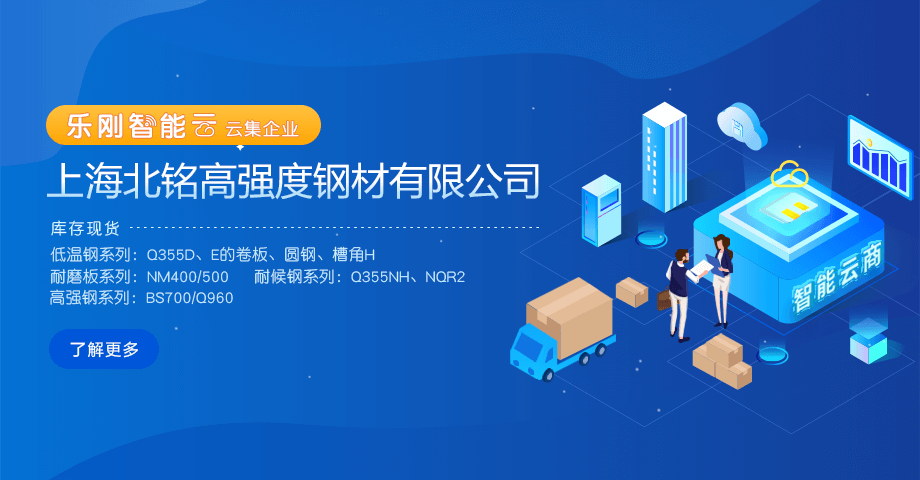 乐刚智能云 云集企业
上海北铭高强度钢材有限公司
库存现货
低温钢系列：Q355D、E的卷板、圆钢、槽角H
耐磨板系列：NM400/500 耐候钢系列：Q355NH、NQR2
高强钢系列：BS700/Q960
了解更多
智能云商